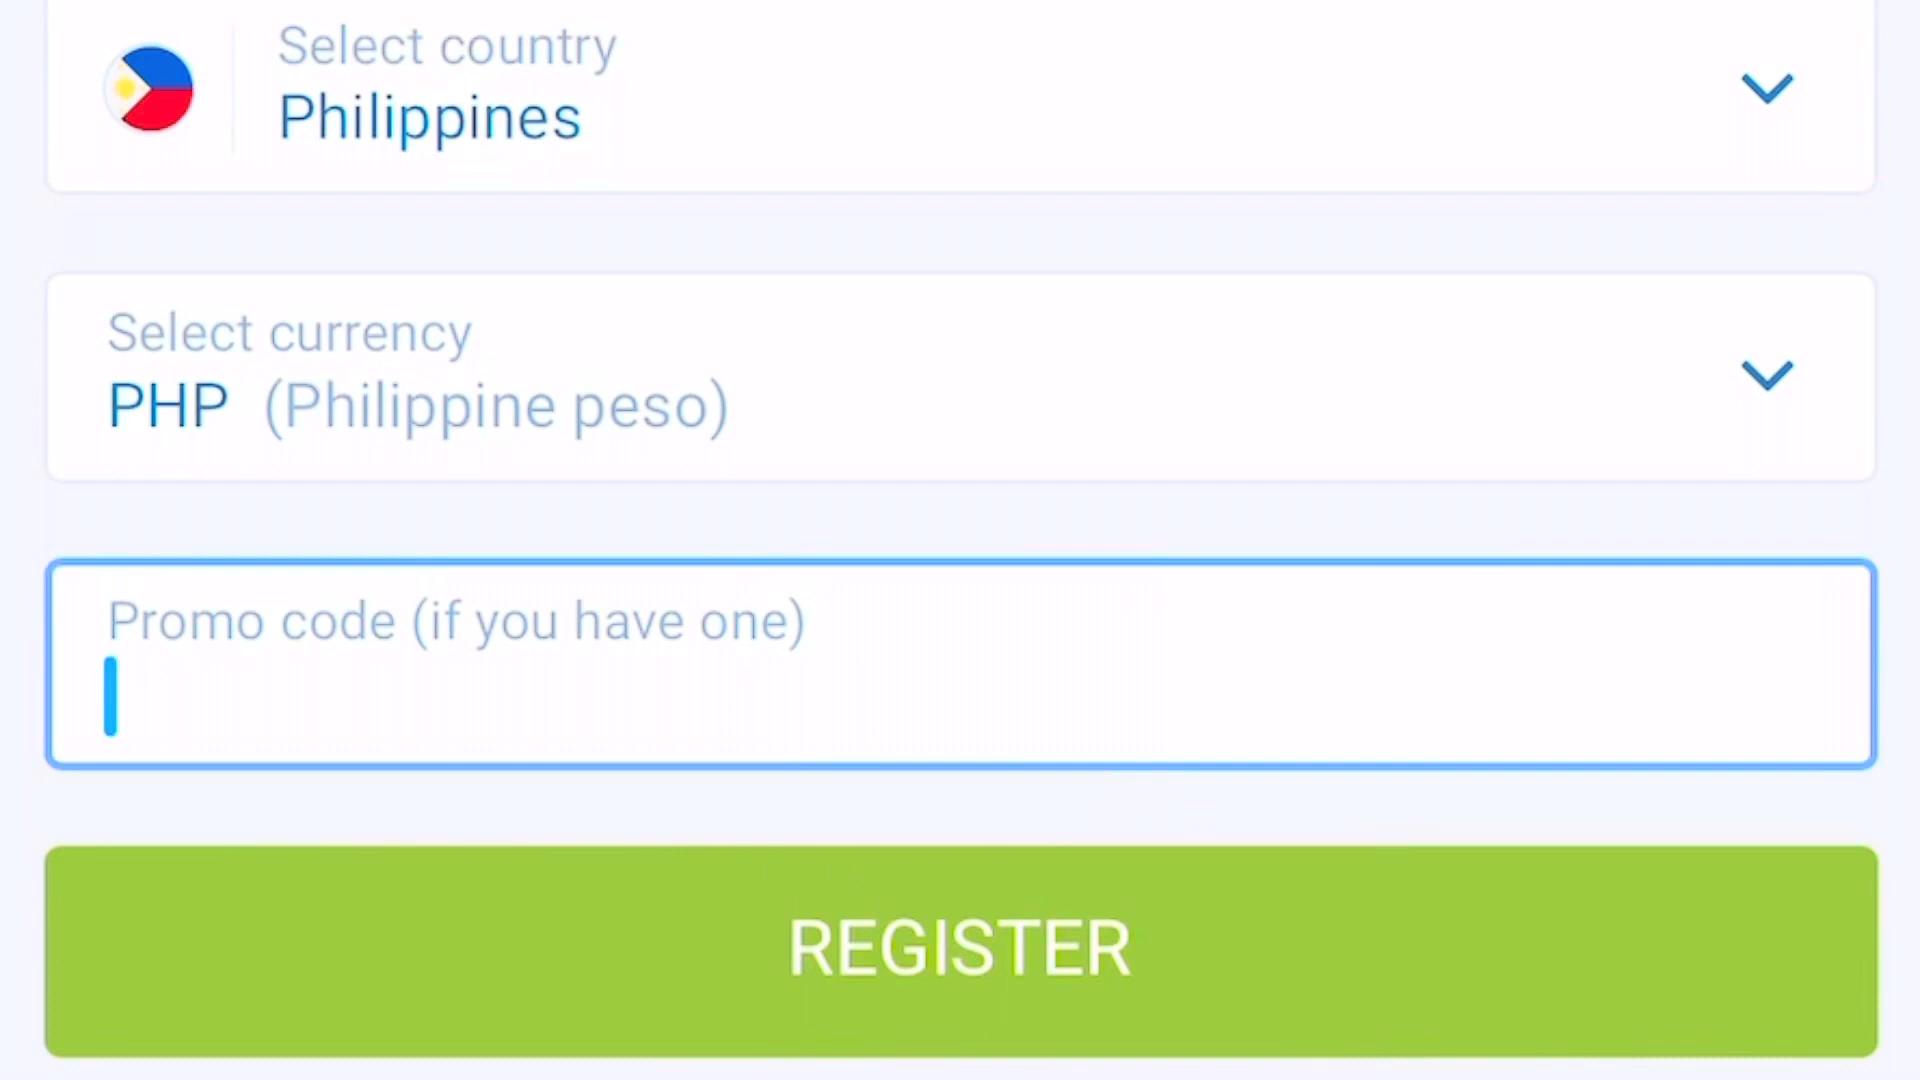 Select country
Philippines
Select currency
PHP (Philippine peso)
Promo code (if you have one)
REGISTER